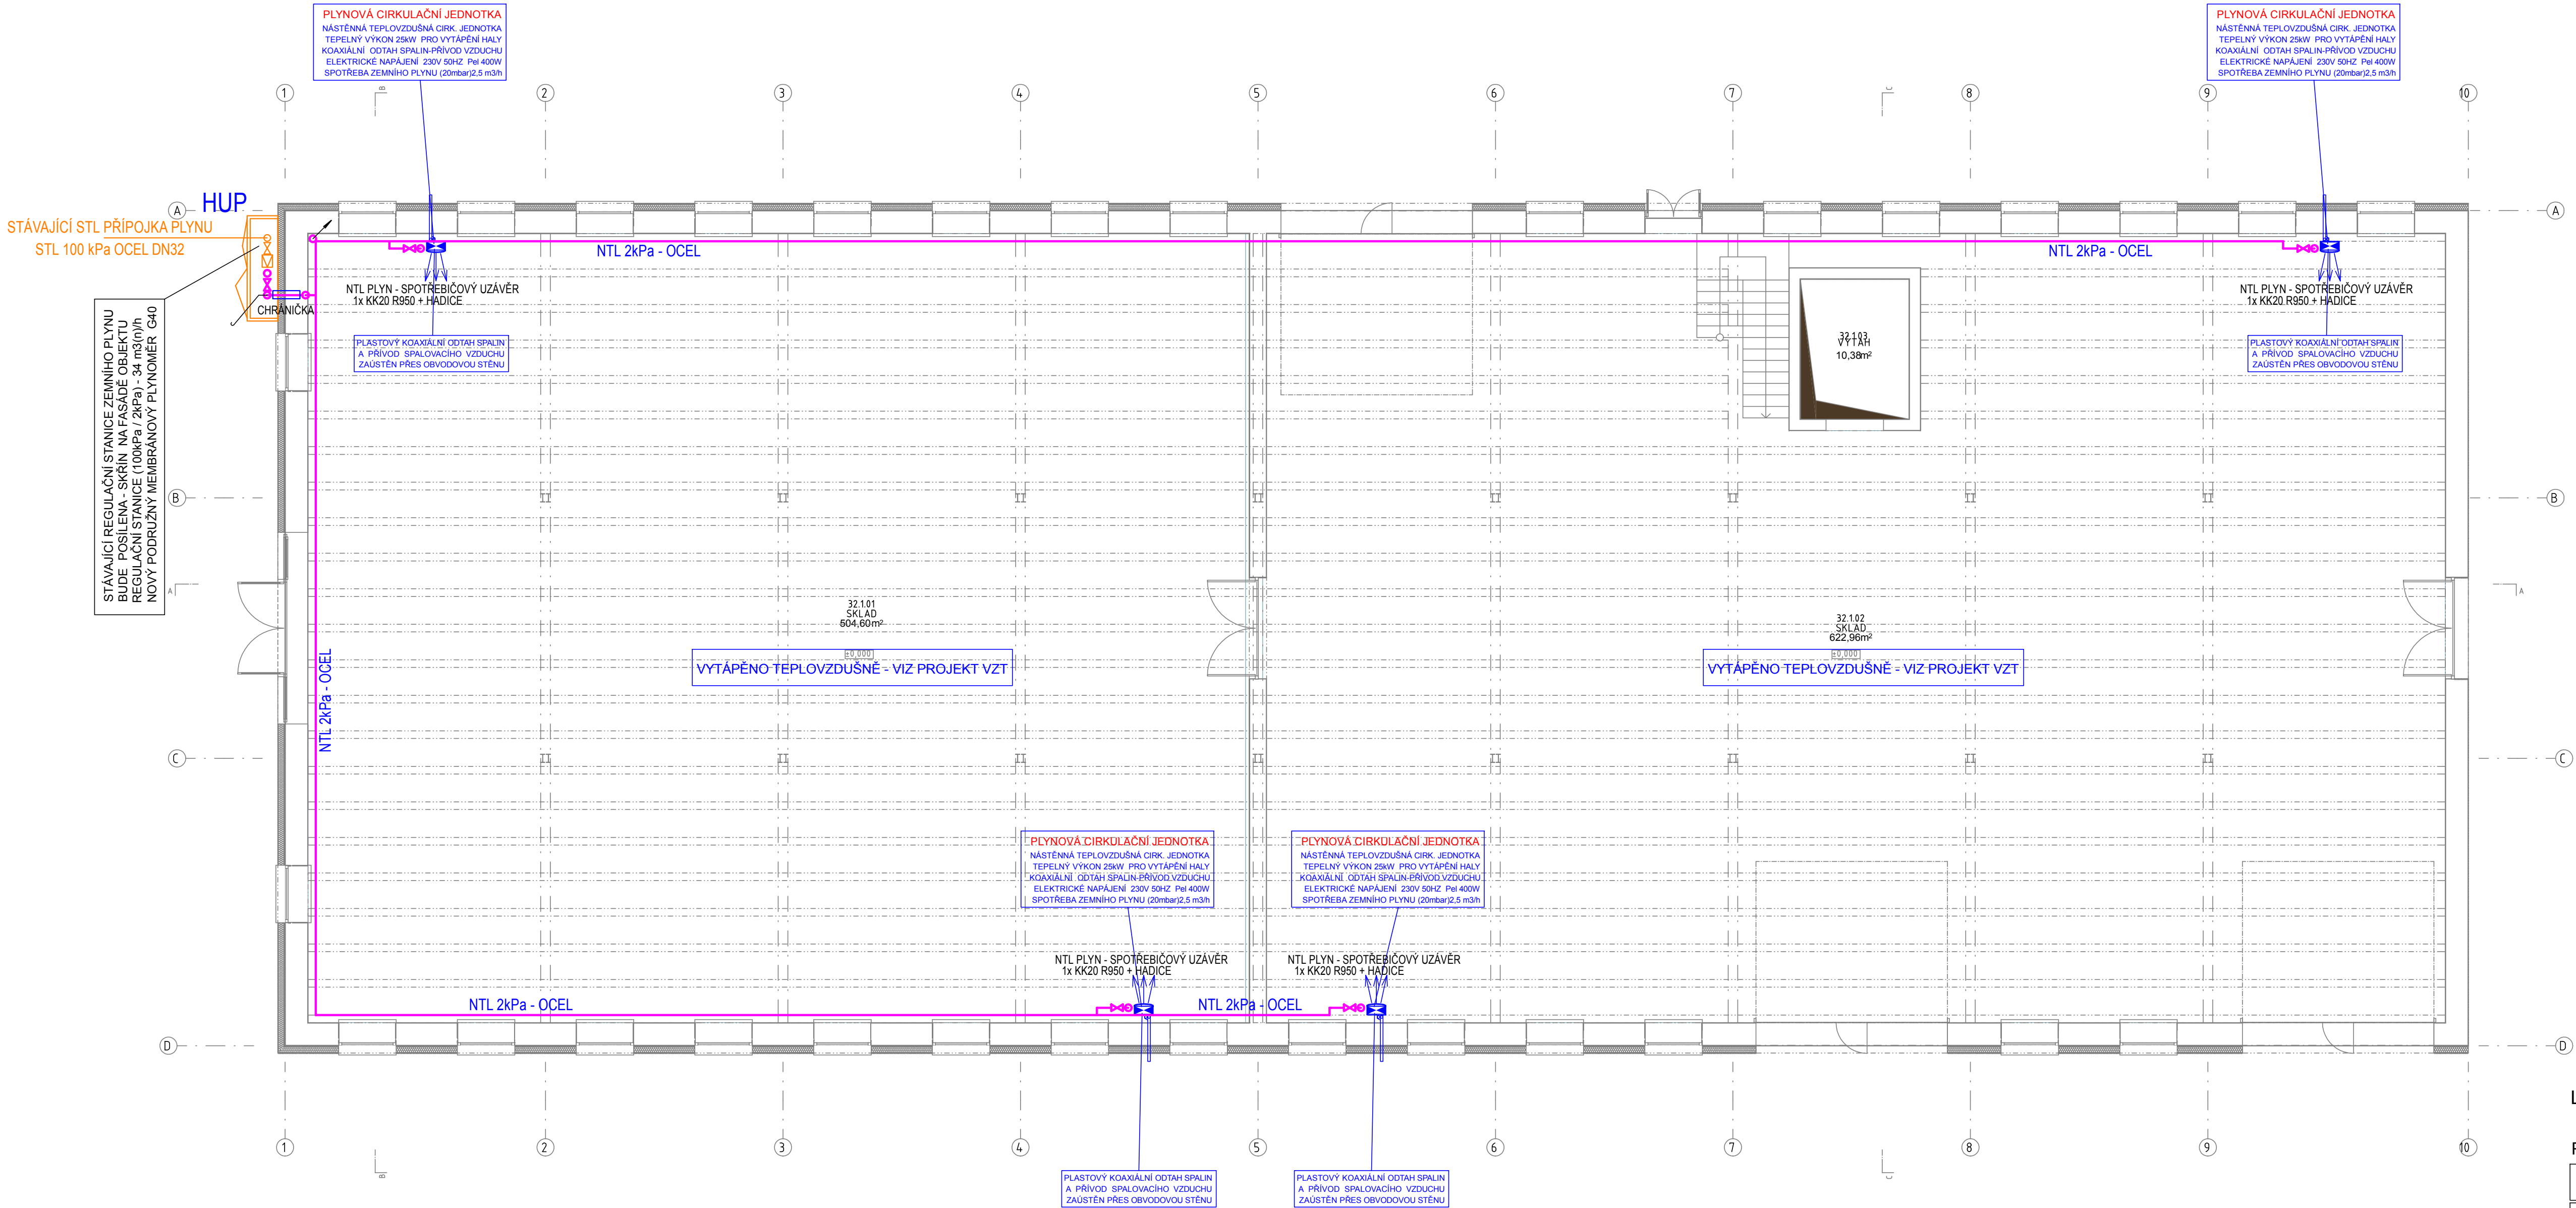 PLYNOVÁ CIRKULAČNÍ JEDNOTKA
NÁSTĚNNÁ TEPLOVZDUŠNÁ CIRK. JEDNOTKA
TEPELNÝ VÝKON 25kW PRO VYTÁPĚNÍ HALY
KOAXIÁLNÍ ODTAH SPALIN-PŘÍVOD VZDUCHU
ELEKTRICKÉ NAPÁJENÍ 230V 50HZ Pel 400W
SPOTŘEBA ZEMNÍHO PLYNU (20mbar)2,5 m3/h
PLYNOVÁ CIRKULAČNÍ JEDNOTKA
NÁSTĚNNÁ TEPLOVZDUŠNÁ CIRK. JEDNOTKA
TEPELNÝ VÝKON 25kW PRO VYTÁPĚNÍ HALY
KOAXIÁLNÍ ODTAH SPALIN-PŘÍVOD VZDUCHU
ELEKTRICKÉ NAPÁJENÍ 230V 50HZ Pel 400W
SPOTŘEBA ZEMNÍHO PLYNU (20mbar)2,5 m3/h
1 B 2 3 4 5 6 7 C 8 9 10
A HUP A
STÁVAJÍCÍ STL PŘÍPOJKA PLYNU
STL 100 kPa OCEL DN32
NTL 2kPa - OCEL
NTL 2kPa - OCEL
NTL PLYN - SPOTŘEBIČOVÝ UZÁVĚR
1x KK20 R950 + HADICE
NTL PLYN - SPOTŘEBIČOVÝ UZÁVĚR
1x KK20 R950 + HADICE
CHRÁNIČKA
PLASTOVÝ KOAXIÁLNÍ ODTAH SPALIN
A PŘÍVOD SPALOVACÍHO VZDUCHU
ZAÚSTĚN PŘES OBVODOVOU STĚNU
32.1.03
VÝTAH
10,38m²
PLASTOVÝ KOAXIÁLNÍ ODTAH SPALIN
A PŘÍVOD SPALOVACÍHO VZDUCHU
ZAÚSTĚN PŘES OBVODOVOU STĚNU
STÁVAJÍCÍ REGULAČNÍ STANICE ZEMNÍHO PLYNU
BUDE POSÍLENA - SKŘÍN NA FASÁDĚ OBJEKTU
REGULAČNÍ STANICE (100kPa / 2kPa) - 34 m3(n)/h
NOVÝ PODRUŽNÝ MEMBRÁNOVÝ PLYNOMĚR G40
B B
A A
32.1.01
SKLAD
504,60m²
±0,000
VYTÁPĚNO TEPLOVZDUŠNĚ - VIZ PROJEKT VZT
32.1.02
SKLAD
622,96m²
±0,000
VYTÁPĚNO TEPLOVZDUŠNĚ - VIZ PROJEKT VZT
NTL 2kPa - OCEL
C C
PLYNOVÁ CIRKULAČNÍ JEDNOTKA
NÁSTĚNNÁ TEPLOVZDUŠNÁ CIRK. JEDNOTKA
TEPELNÝ VÝKON 25kW PRO VYTÁPĚNÍ HALY
KOAXIÁLNÍ ODTAH SPALIN-PŘÍVOD VZDUCHU
ELEKTRICKÉ NAPÁJENÍ 230V 50HZ Pel 400W
SPOTŘEBA ZEMNÍHO PLYNU (20mbar)2,5 m3/h
PLYNOVÁ CIRKULAČNÍ JEDNOTKA
NÁSTĚNNÁ TEPLOVZDUŠNÁ CIRK. JEDNOTKA
TEPELNÝ VÝKON 25kW PRO VYTÁPĚNÍ HALY
KOAXIÁLNÍ ODTAH SPALIN-PŘÍVOD VZDUCHU
ELEKTRICKÉ NAPÁJENÍ 230V 50HZ Pel 400W
SPOTŘEBA ZEMNÍHO PLYNU (20mbar)2,5 m3/h
NTL PLYN - SPOTŘEBIČOVÝ UZÁVĚR
1x KK20 R950 + HADICE
NTL PLYN - SPOTŘEBIČOVÝ UZÁVĚR
1x KK20 R950 + HADICE
NTL 2kPa - OCEL
NTL 2kPa - OCEL
D D
1 B 2 3 4 5 6 7 C 8 9 10
PLASTOVÝ KOAXIÁLNÍ ODTAH SPALIN
A PŘÍVOD SPALOVACÍHO VZDUCHU
ZAÚSTĚN PŘES OBVODOVOU STĚNU
PLASTOVÝ KOAXIÁLNÍ ODTAH SPALIN
A PŘÍVOD SPALOVACÍHO VZDUCHU
ZAÚSTĚN PŘES OBVODOVOU STĚNU